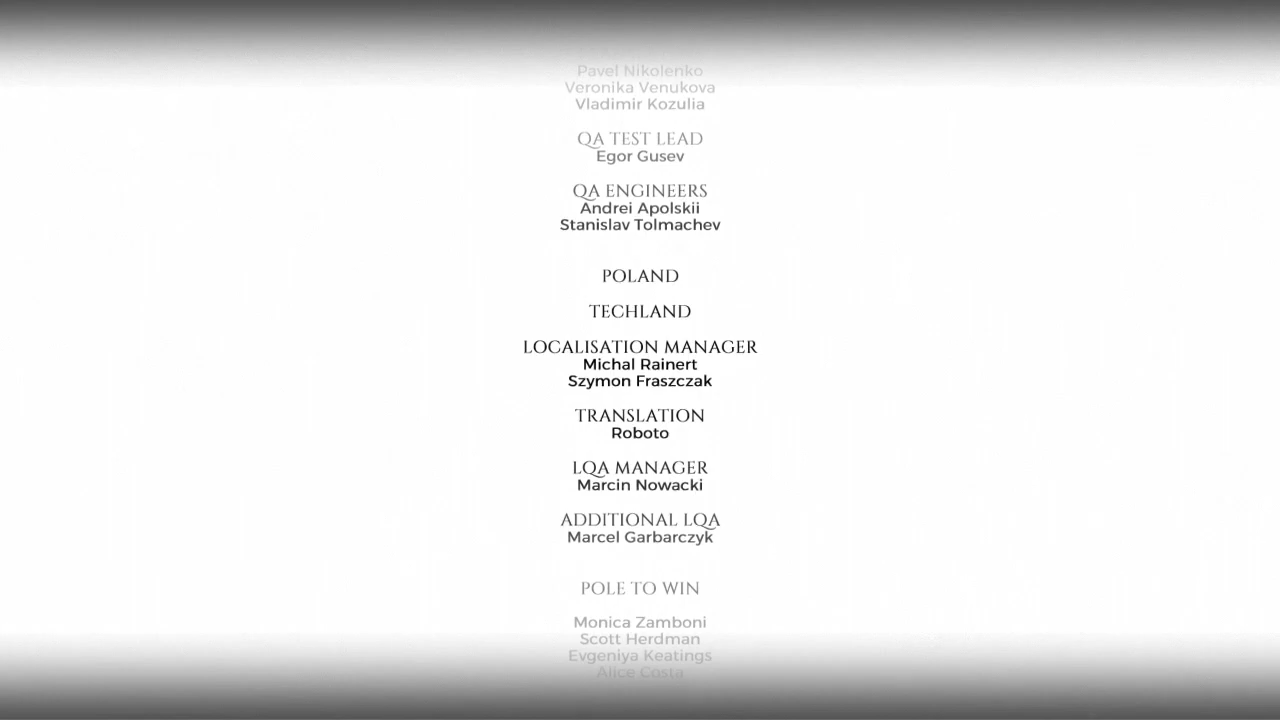 Pavel Nikolenko
Veronika Venukova
Vladimir Kozulia
QA TEST LEAD
Egor Gusev
QA ENGINEERS
Andrei Apolskii
Stanislav Tolmachev
POLAND
TECHLAND
LOCALISATION MANAGER
Michal Rainert
Szymon Fraszczak
TRANSLATION
Roboto
LQA MANAGER
Marcin Nowacki
ADDITIONAL LQA
Marcel Garbarczyk
POLE TO WIN
Monica Zamboni
Scott Herdman
Evgeniya Keatings
Alice Costa